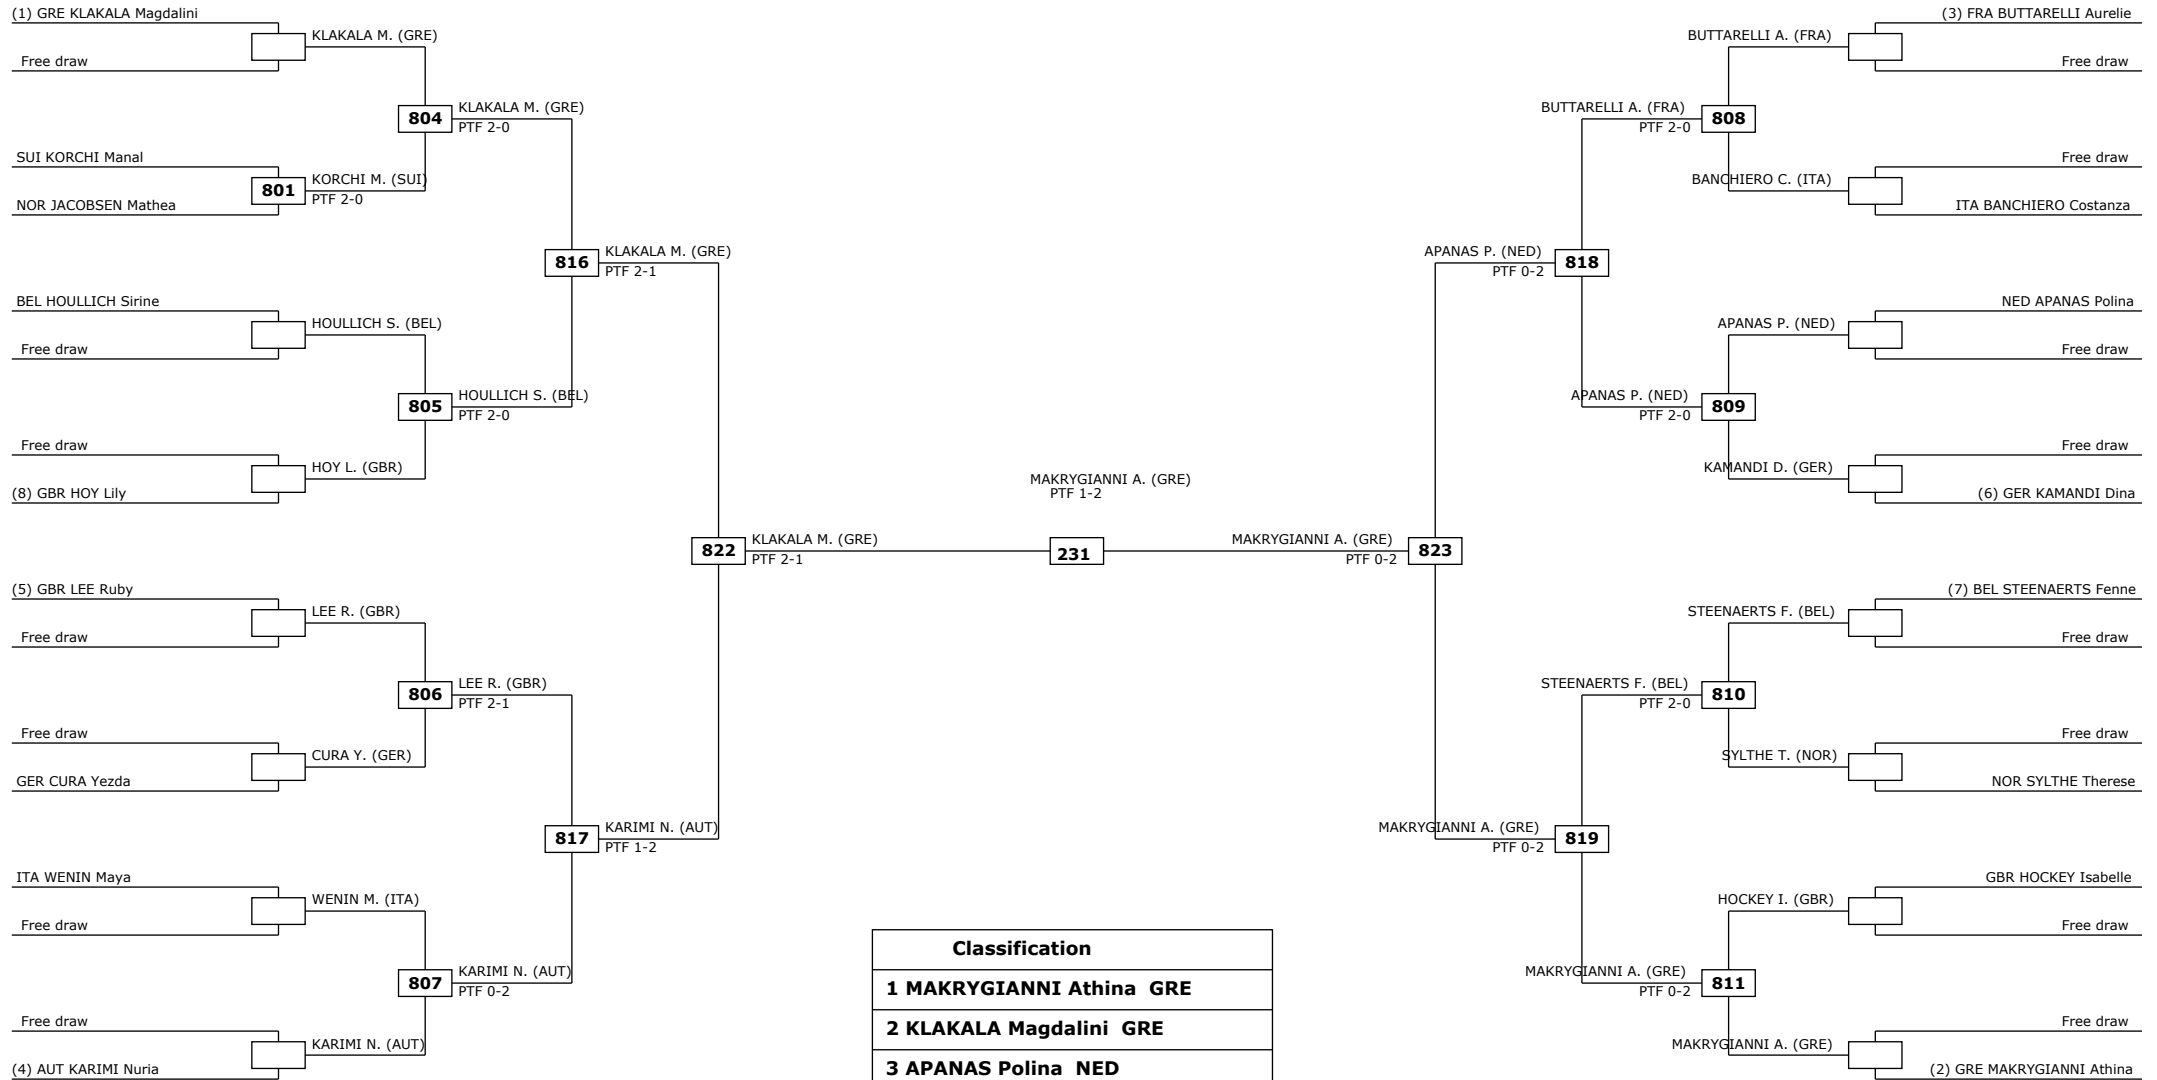 (1) GRE KLAKALA Magdalini
KLAKALA M. (GRE)
Free draw
KLAKALA M. (GRE)
804
PTF 2-0
SUI KORCHI Manal
KORCHI M. (SUI)
801
PTF 2-0
NOR JACOBSEN Mathea
KLAKALA M. (GRE)
816
PTF 2-1
BEL HOULLICH Sirine
HOULLICH S. (BEL)
Free draw
HOULLICH S. (BEL)
805
PTF 2-0
Free draw
HOY L. (GBR)
(8) GBR HOY Lily
KLAKALA M. (GRE)
822
PTF 2-1
(5) GBR LEE Ruby
LEE R. (GBR)
Free draw
LEE R. (GBR)
806
PTF 2-1
Free draw
CURA Y. (GER)
GER CURA Yezda
KARIMI N. (AUT)
817
PTF 1-2
ITA WENIN Maya
WENIN M. (ITA)
Free draw
KARIMI N. (AUT)
807
PTF 0-2
Free draw
KARIMI N. (AUT)
(4) AUT KARIMI Nuria
MAKRYGIANNI A. (GRE)
PTF 1-2
231
(3) FRA BUTTARELLI Aurelie
BUTTARELLI A. (FRA)
Free draw
BUTTARELLI A. (FRA)
808
PTF 2-0
Free draw
BANCHIERO C. (ITA)
ITA BANCHIERO Costanza
APANAS P. (NED)
818
PTF 0-2
NED APANAS Polina
APANAS P. (NED)
Free draw
APANAS P. (NED)
809
PTF 2-0
Free draw
KAMANDI D. (GER)
(6) GER KAMANDI Dina
MAKRYGIANNI A. (GRE)
823
PTF 0-2
(7) BEL STEENAERTS Fenne
STEENAERTS F. (BEL)
Free draw
STEENAERTS F. (BEL)
810
PTF 2-0
Free draw
SYLTHE T. (NOR)
NOR SYLTHE Therese
MAKRYGIANNI A. (GRE)
819
PTF 0-2
GBR HOCKEY Isabelle
HOCKEY I. (GBR)
Free draw
MAKRYGIANNI A. (GRE)
811
PTF 0-2
Free draw
MAKRYGIANNI A. (GRE)
(2) GRE MAKRYGIANNI Athina
Classification
1 MAKRYGIANNI Athina GRE
2 KLAKALA Magdalini GRE
3 APANAS Polina NED